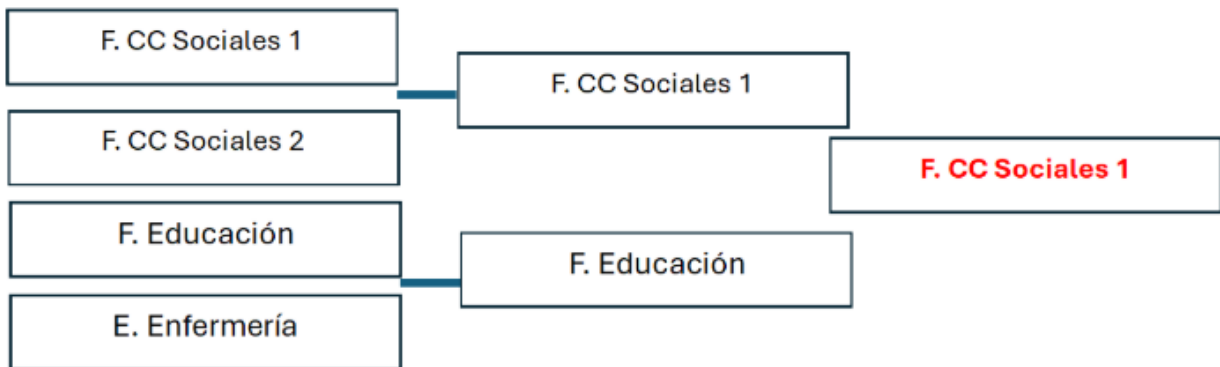 F. CC Sociales 1
F. CC Sociales 2
F. Educación
E. Enfermería
F. CC Sociales 1
F. Educación
F. CC Sociales 1